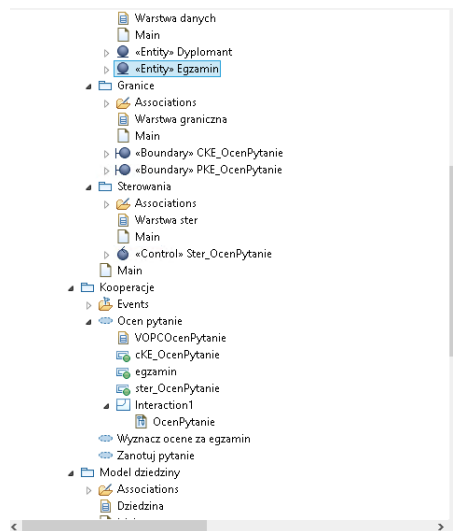 Warstwa danych
Main
«Entity» Dyplomant
«Entity» Egzamin
Granice
Associations
Warstwa graniczna
Main
«Boundary» CKE_OcenPytanie
«Boundary» PKE_OcenPytanie
Sterowania
Associations
Warstwa ster
Main
«Control» Ster_OcenPytanie
Main
Kooperacje
Events
Ocen pytanie
VOPCOcenPytanie
cKE_OcenPytanie
egzamin
ster_OcenPytanie
Interaction1
OcenPytanie
Wyznacz ocene za egzamin
Zanotuj pytanie
Model dziedziny
Associations
Dziedzina